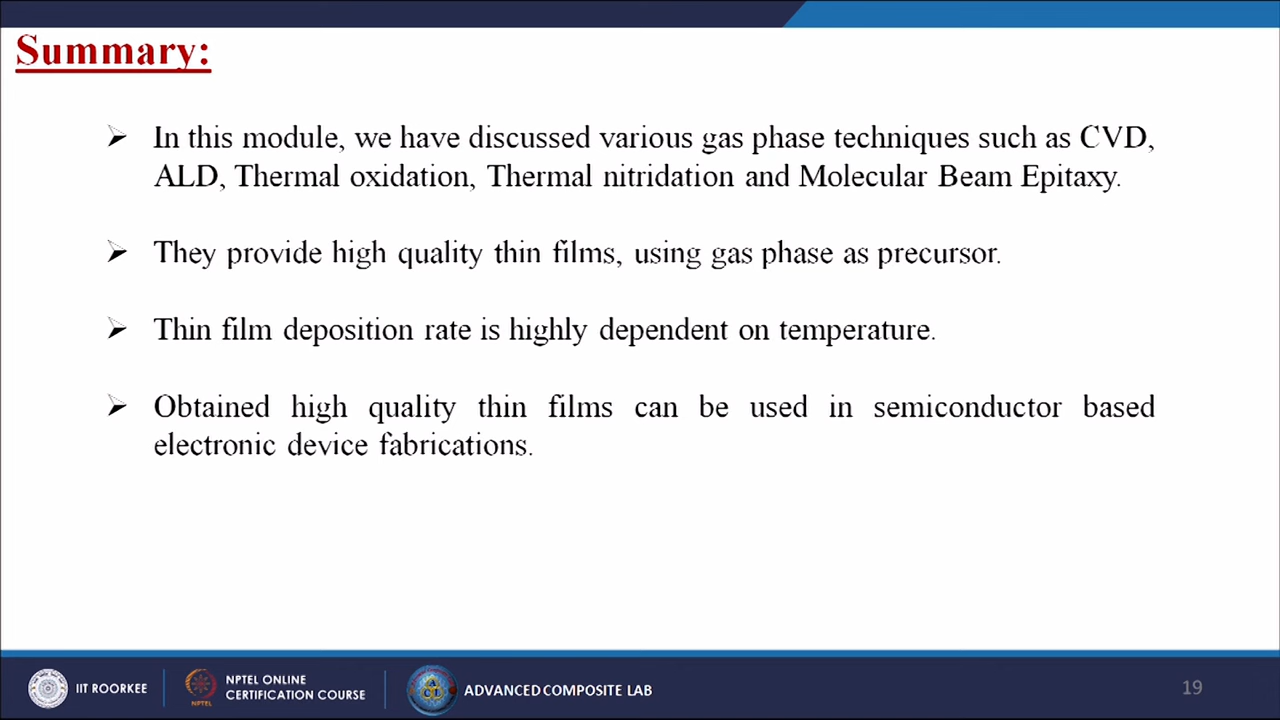 Summary:
➢ In this module, we have discussed various gas phase techniques such as CVD,
ALD, Thermal oxidation, Thermal nitridation and Molecular Beam Epitaxy.
➢ They provide high quality thin films, using gas phase as precursor.
➢ Thin film deposition rate is highly dependent on temperature.
➢ Obtained high quality thin films can be used in semiconductor based
electronic device fabrications.
IIT ROORKEE
NPTEL
NPTEL ONLINE
CERTIFICATION COURSE
ACL
ADVANCED COMPOSITE LAB
19